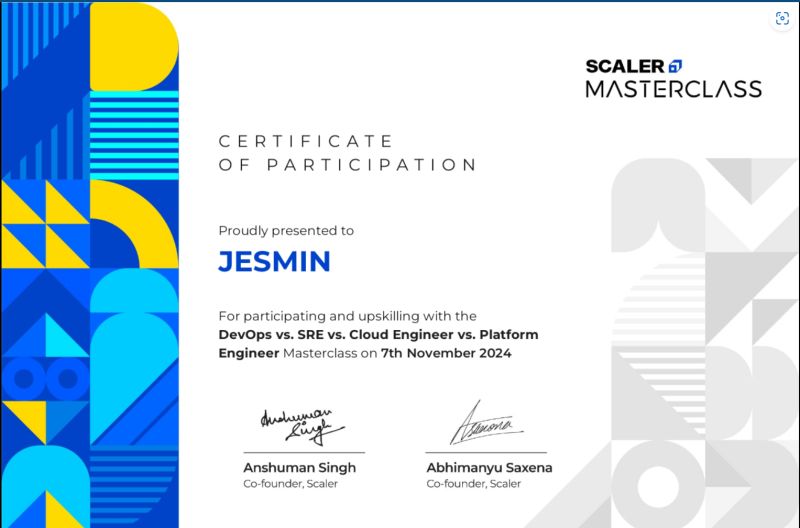 SCALER
MASTERCLASS
CERTIFICATE
OF PARTICIPATION
Proudly presented to
JESMIN
For participating and upskilling with the
DevOps vs. SRE vs. Cloud Engineer vs. Platform
Engineer Masterclass on 7th November 2024
Anshuman Singh
Saxena
Anshuman Singh
Abhimanyu Saxena
Co-founder, Scaler
Co-founder, Scaler